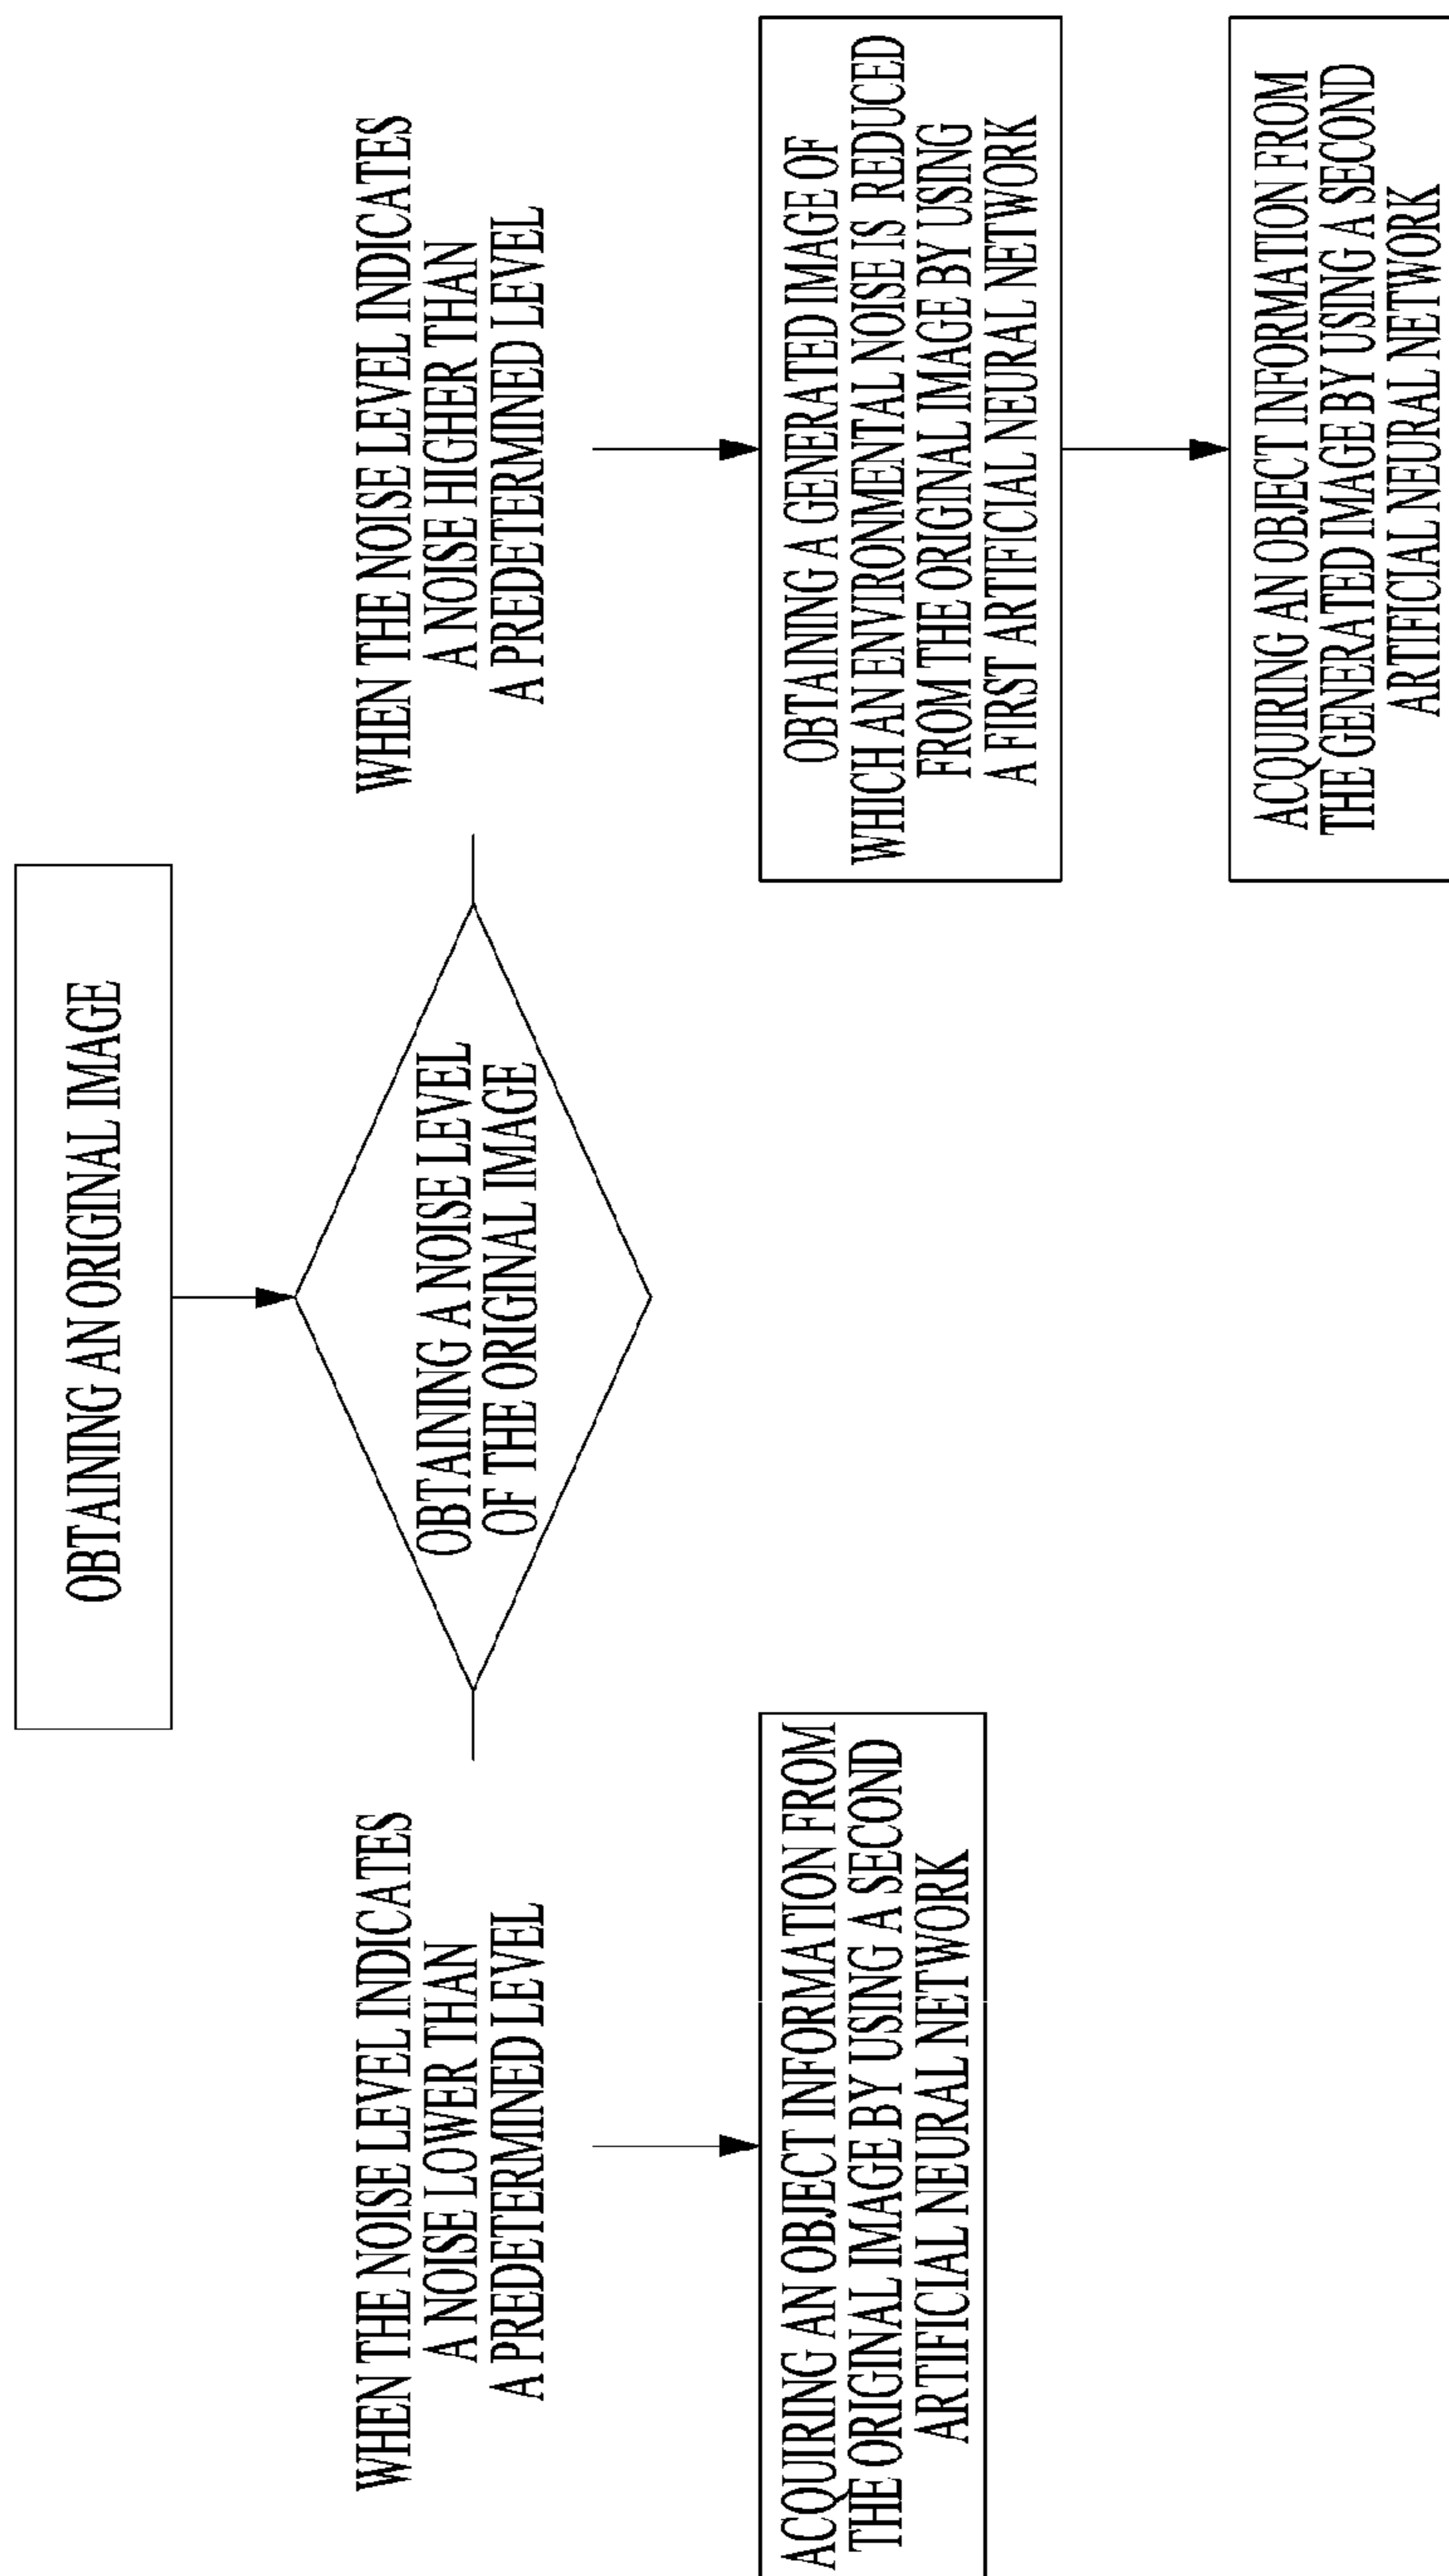 OBTAINING AN ORIGINAL IMAGE
OBTAINING A NOISE LEVEL
OF THE ORIGINAL IMAGE
WHEN THE NOISE LEVEL INDICATES
A NOISE LOWER THAN
A PREDETERMINED LEVEL
ACQUIRING AN OBJECT INFORMATION FROM
THE ORIGINAL IMAGE BY USING A SECOND
ARTIFICIAL NEURAL NETWORK
WHEN THE NOISE LEVEL INDICATES
A NOISE HIGHER THAN
A PREDETERMINED LEVEL
OBTAINING A GENERATED IMAGE OF
WHICH AN ENVIRONMENTAL NOISE IS REDUCED
FROM THE ORIGINAL IMAGE BY USING
A FIRST ARTIFICIAL NEURAL NETWORK
ACQUIRING AN OBJECT INFORMATION FROM
THE GENERATED IMAGE BY USING A SECOND
ARTIFICIAL NEURAL NETWORK